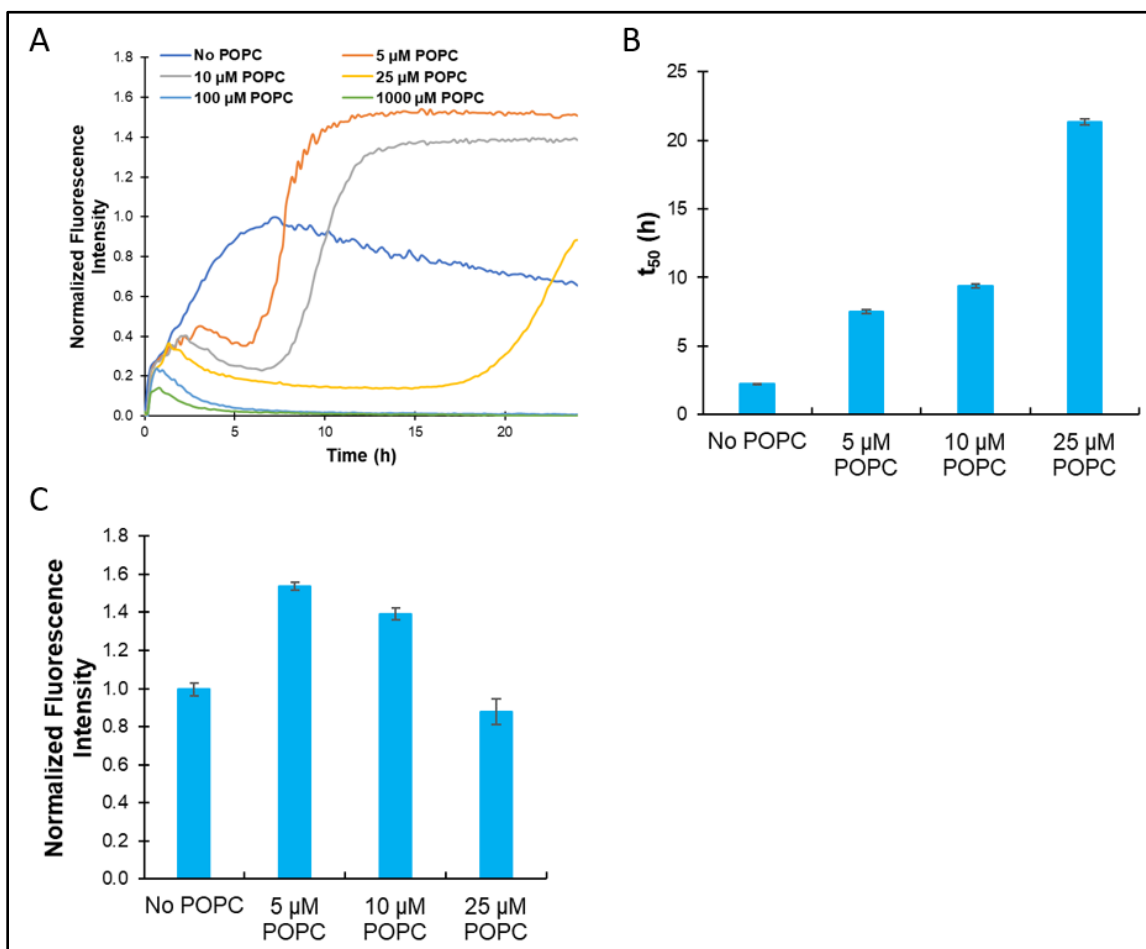 A
No POPC
5 µM POPC
10 µM POPC
25 µM POPC
100 µM POPC
1000 µM POPC
1.8
1.6
1.4
1.2
1.0
0.8
0.6
0.4
0.2
0.0
Normalized Fluorescence
Intensity
0
5
10
15
20
Time (h)
B
25
20
15
10
5
0
t50 (h)
No POPC
5 µM
POPC
10 µM
POPC
25 µM
POPC
C
1.8
1.6
1.4
1.2
1.0
0.8
0.6
0.4
0.2
0.0
Normalized Fluorescence
Intensity
No POPC
5 µM
POPC
10 µM
POPC
25 µM
POPC